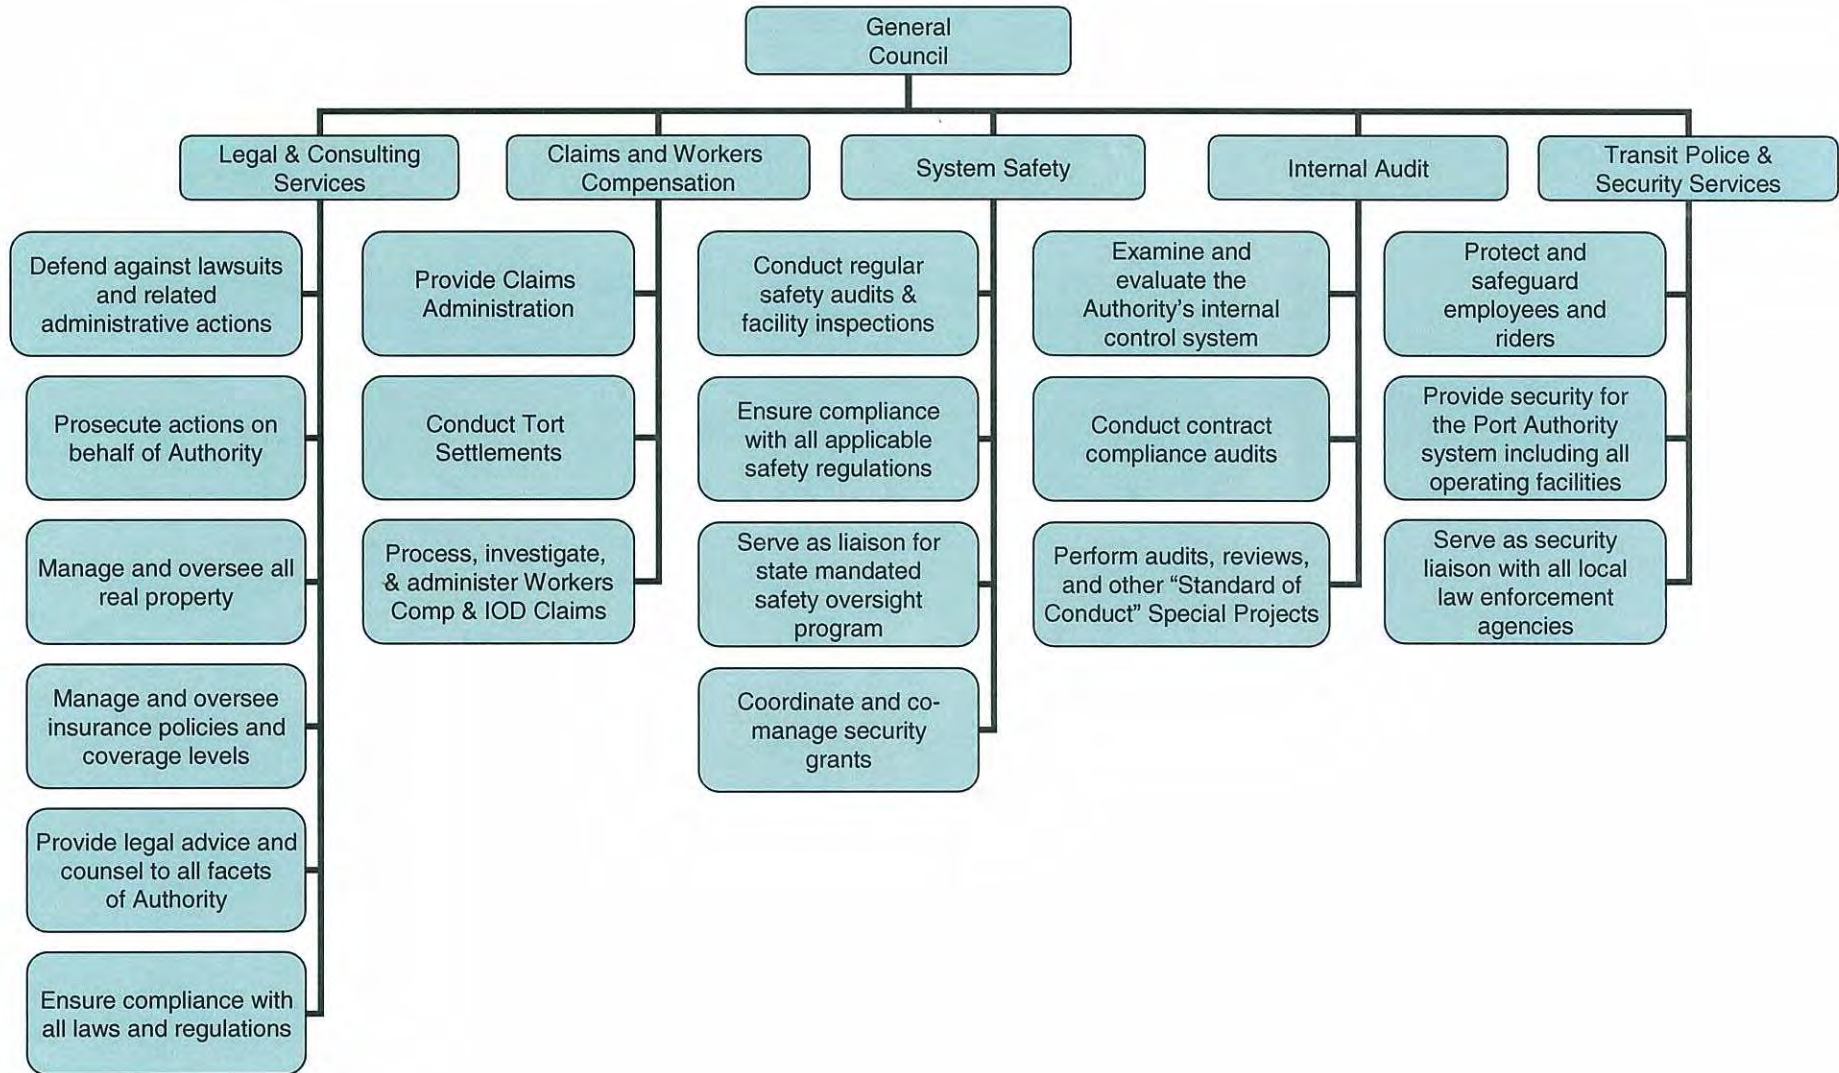 General
Council
Legal & Consulting
Services
Claims and Workers
Compensation
System Safety
Internal Audit
Transit Police &
Security Services
Defend against lawsuits
and related
administrative actions
Prosecute actions on
behalf of Authority
Manage and oversee all
real property
Manage and oversee
insurance policies and
coverage levels
Provide legal advice and
counsel to all facets
of Authority
Ensure compliance with
all laws and regulations
Provide Claims
Administration
Conduct Tort
Settlements
Process, investigate,
& administer Workers
Comp & IOD Claims
Conduct regular
safety audits &
facility inspections
Ensure compliance
with all applicable
safety regulations
Serve as liaison for
state mandated
safety oversight
program
Coordinate and co-
manage security
grants
Examine and
evaluate the
Authority’s internal
control system
Conduct contract
compliance audits
Perform audits, reviews,
and other “Standard of
Conduct” Special Projects
Protect and
safeguard
employees and
riders
Provide security for
the Port Authority
system including all
operating facilities
Serve as security
liaison with all local
law enforcement
agencies